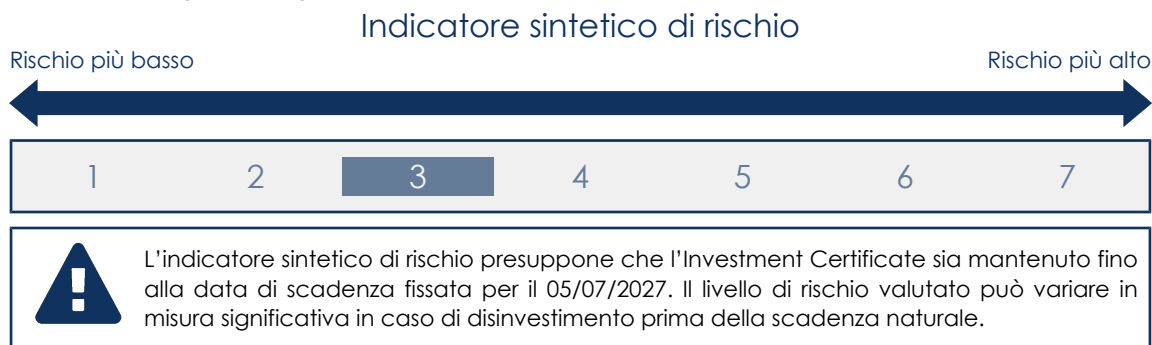 Indicatore sintetico di rischio
Rischio più basso
Rischio più alto
1 2 3 4 5 6 7
L'indicatore sintetico di rischio presuppone che l'Investment Certificate sia mantenuto fino
alla data di scadenza fissata per il 05/07/2027. Il livello di rischio valutato può variare in
misura significativa in caso di disinvestimento prima della scadenza naturale.